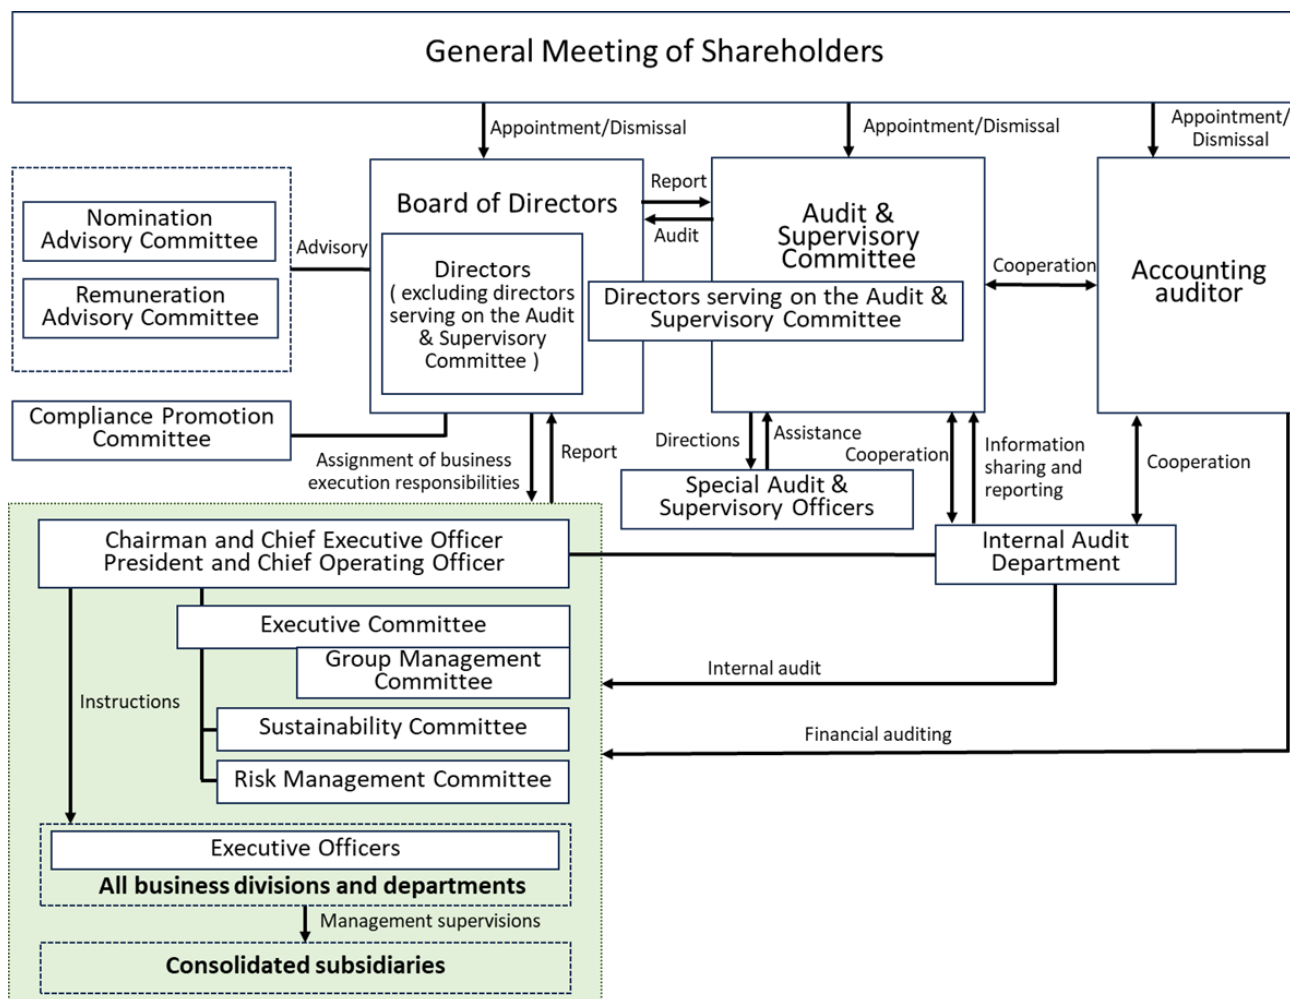 General Meeting of Shareholders
Appointment/Dismissal
Appointment/Dismissal
Appointment/
Dismissal
Nomination
Advisory Committee
Remuneration
Advisory Committee
Advisory
Board of Directors
Directors
( excluding directors
serving on the Audit
& Supervisory
Committee )
Report
Audit
Audit &
Supervisory
Committee
Directors serving on the Audit &
Supervisory Committee
Cooperation
Accounting
auditor
Compliance Promotion
Committee
Assignment of business
execution responsibilities
Report
Directions
Assistance
Cooperation
Information
sharing and
reporting
Cooperation
Special Audit &
Supervisory Officers
Internal Audit
Department
Chairman and Chief Executive Officer
President and Chief Operating Officer
Executive Committee
Group Management
Committee
Internal audit
Instructions
Sustainability Committee
Financial auditing
Risk Management Committee
Executive Officers
All business divisions and departments
Management supervisions
Consolidated subsidiaries